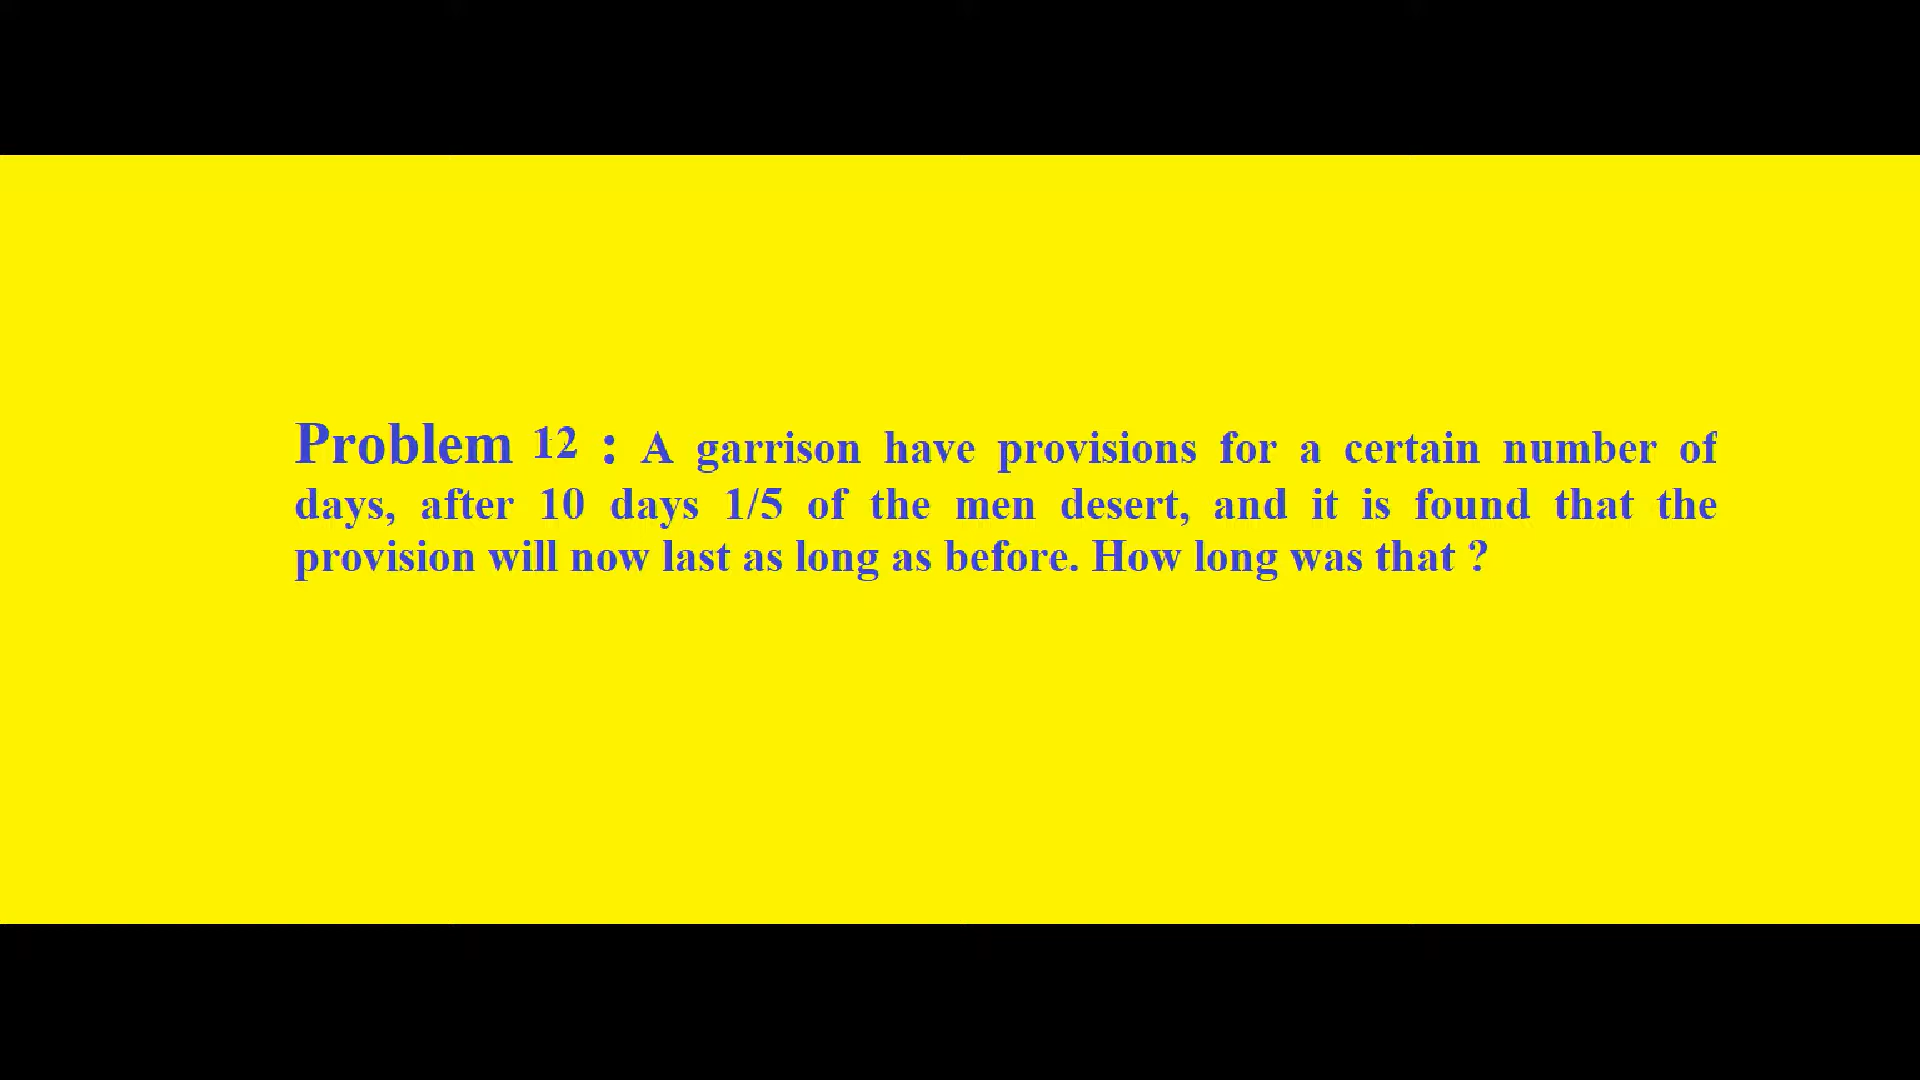 Problem 12 : A garrison have provisions for a certain number of
days, after 10 days 1/5 of the men desert, and it is found that the
provision will now last as long as before. How long was that ?